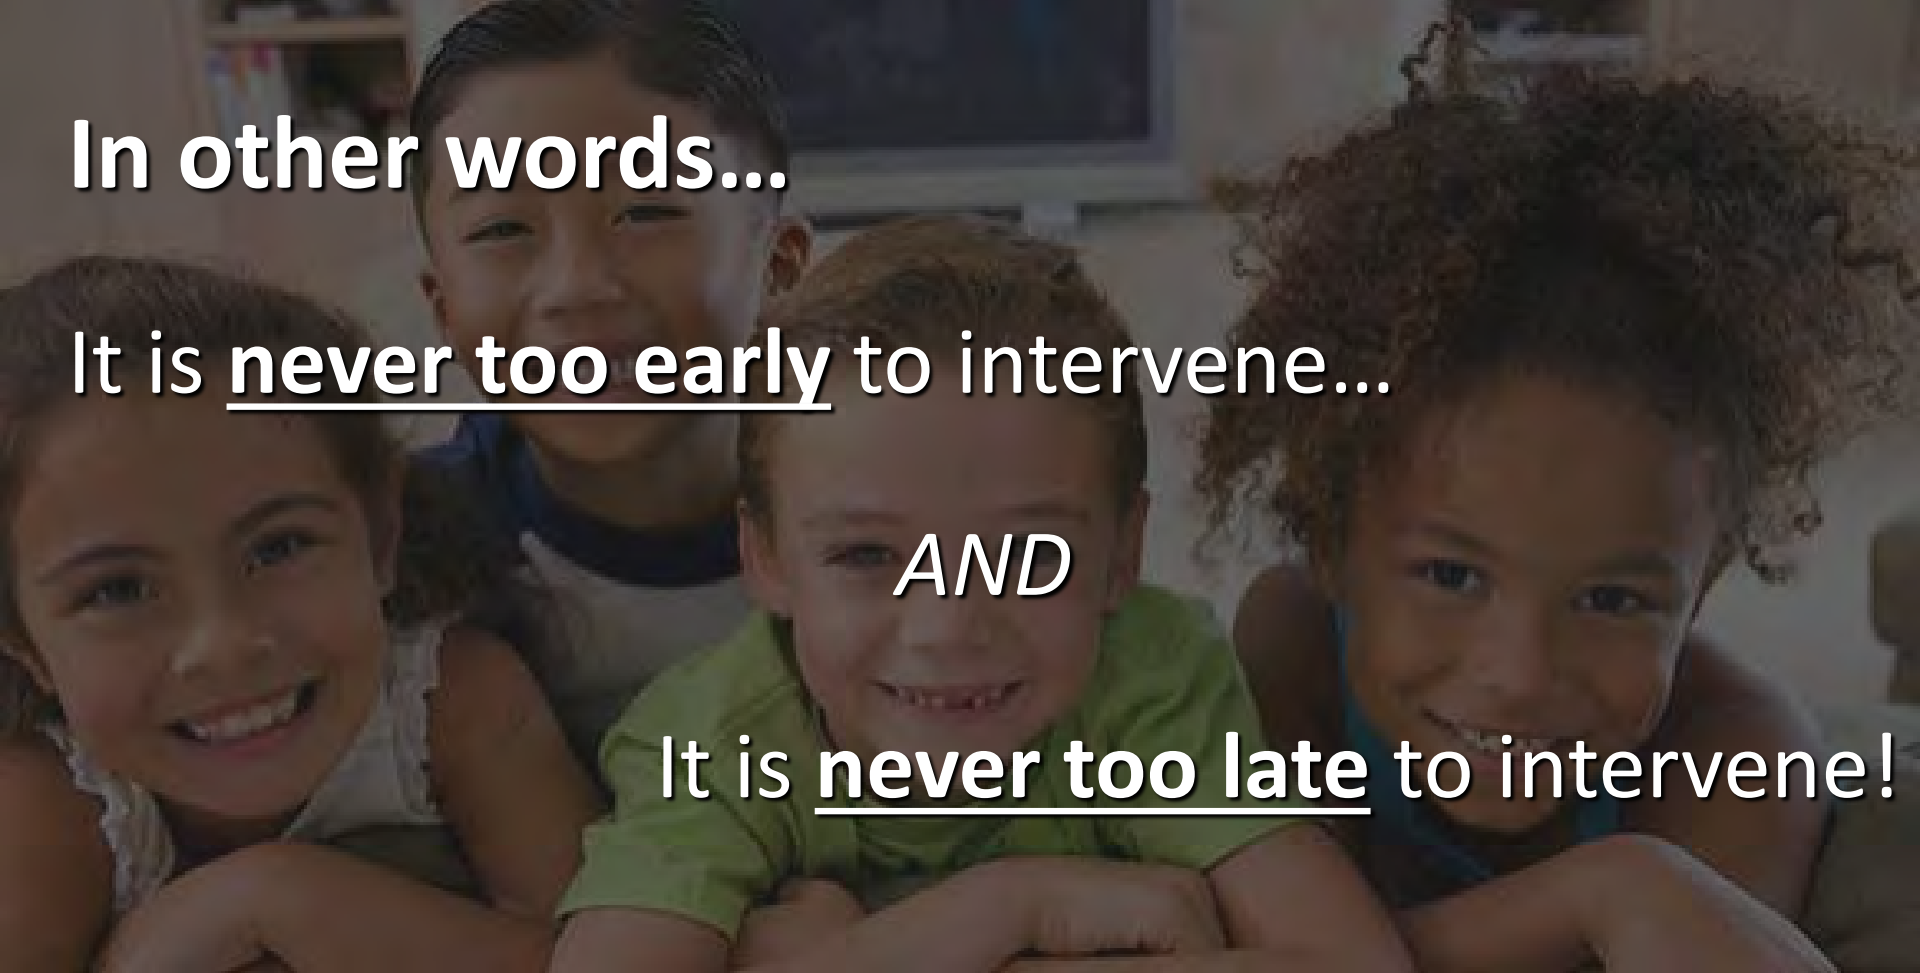 In other words…
It is never too early to intervene…
AND
It is never too late to intervene!